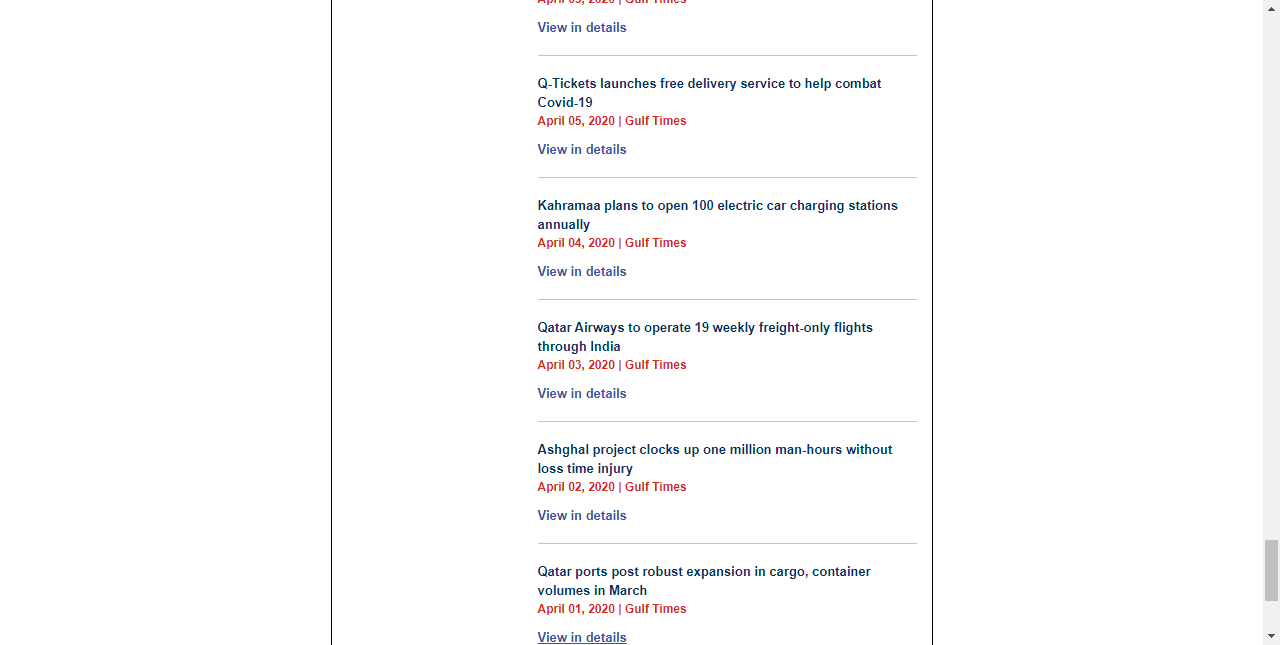 April 05, 2020 | Gulf Times
View in details
Q-Tickets launches free delivery service to help combat
Covid-19
April 05, 2020 | Gulf Times
View in details
Kahramaa plans to open 100 electric car charging stations
annually
April 04, 2020 | Gulf Times
View in details
Qatar Airways to operate 19 weekly freight-only flights
through India
April 03, 2020 | Gulf Times
View in details
Ashghal project clocks up one million man-hours without
loss time injury
April 02, 2020 | Gulf Times
View in details
Qatar ports post robust expansion in cargo, container
volumes in March
April 01, 2020 | Gulf Times
View in details